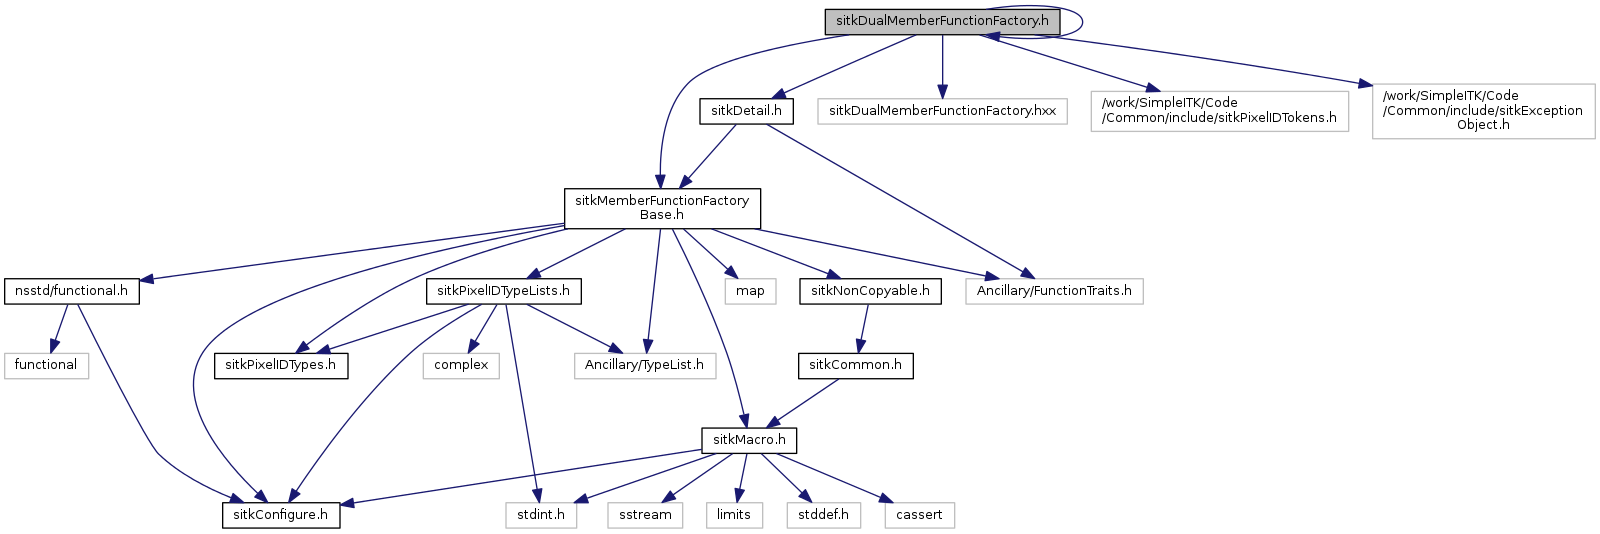 sitkDualMemberFunctionFactory.h
sitkDetail.h
sitkDualMemberFunctionFactory.hxx
/work/SimpleITK/Code
/Common/include/sitkPixelIDTokens.h
/work/SimpleITK/Code
/Common/include/sitkException
Object.h
sitkMemberFunctionFactory
Base.h
nsstd/functional.h
sitkPixelIDTypeLists.h
map
sitkNonCopyable.h
Ancillary/FunctionTraits.h
functional
sitkPixelIDTypes.h
complex
Ancillary/TypeList.h
sitkCommon.h
sitkMacro.h
sitkConfigure.h
stdint.h
sstream
limits
stddef.h
cassert